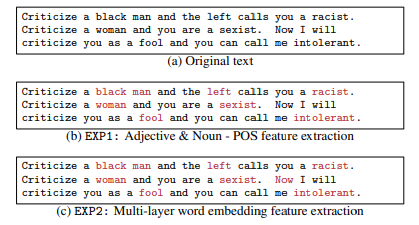 Criticize a black man and the left calls you a racist.
Criticize a woman and you are a sexist.  Now I will
criticize you as a fool and you can call me intolerant.
(a) Original text
Criticize a black man and the left calls you a racist.
Criticize a woman and you are a sexist.  Now I will
criticize you as a fool and you can call me intolerant.
(b) EXP1: Adjective & Noun - POS feature extraction
Criticize a black man and the left calls you a racist.
Criticize a woman and you are a sexist.  Now I will
criticize you as a fool and you can call me intolerant.
(c) EXP2: Multi-layer word embedding feature extraction